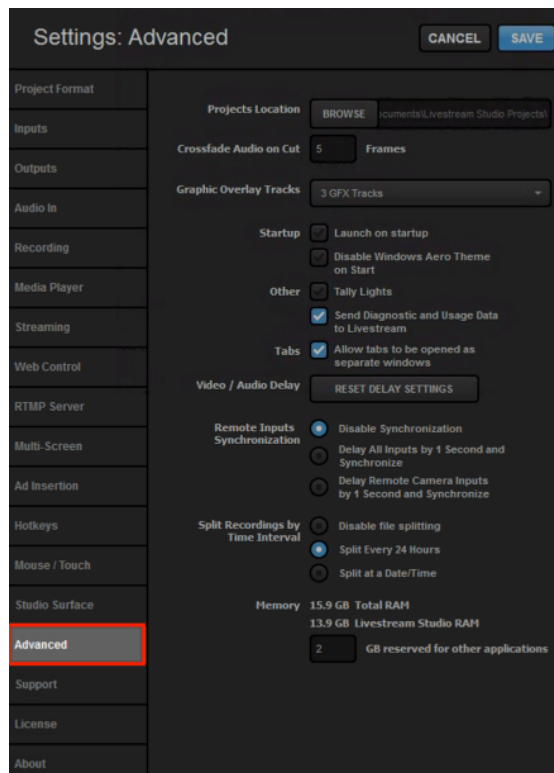 Settings: Advanced
CANCEL
SAVE
Project Format
Inputs
Outputs
Audio In
Recording
Media Player
Streaming
Web Control
RTMP Server
Multi-Screen
Ad Insertion
Hotkeys
Mouse / Touch
Studio Surface
Advanced
Support
License
About
Projects Location
BROWSE ocuments\Livestream Studio Projects\
Crossfade Audio on Cut 5 Frames
Graphic Overlay Tracks 3 GFX Tracks
Startup Launch on startup
Disable Windows Aero Theme
on Start
Other Tally Lights
Send Diagnostic and Usage Data
to Livestream
Tabs Allow tabs to be opened as
separate windows
Video / Audio Delay RESET DELAY SETTINGS
Remote Inputs
Synchronization
Disable Synchronization
Delay All Inputs by 1 Second and
Synchronize
Delay Remote Camera Inputs
by 1 Second and Synchronize
Split Recordings by
Time Interval
Disable file splitting
Split Every 24 Hours
Split at a Date/Time
Memory 15.9 GB Total RAM
13.9 GB Livestream Studio RAM
2 GB reserved for other applications